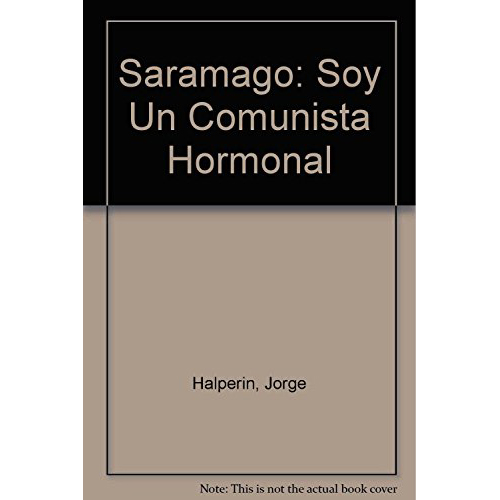 Saramago: Soy
Un Comunista
Hormonal
Halperin, Jorge
Note: This is not the actual book cover